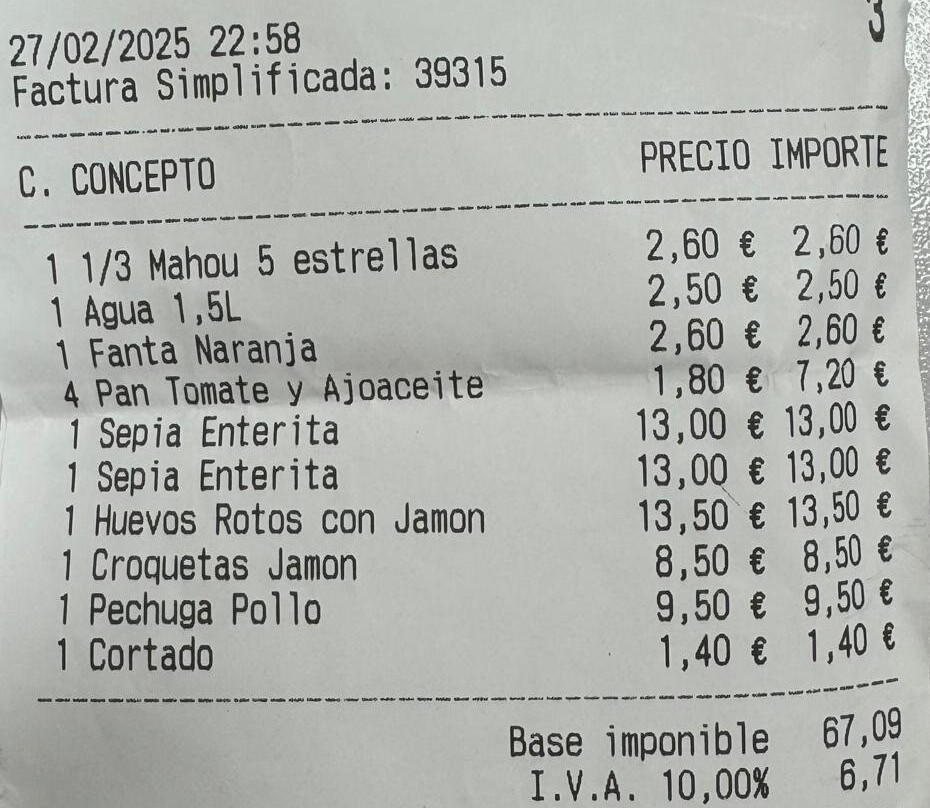 3
27/02/2025 22:58
Factura Simplificada: 39315
C. CONCEPTO PRECIO IMPORTE
1 1/3 Mahou 5 estrellas 2,60 € 2,60 €
1 Agua 1,5L 2,50 € 2,50 €
1 Fanta Naranja 2,60 € 2,60 €
4 Pan Tomate y Ajoaceite 1,80 € 7,20 €
1 Sepia Enterita 13,00 € 13,00 €
1 Sepia Enterita 13,00 € 13,00 €
1 Huevos Rotos con Jamon 13,50 € 13,50 €
1 Croquetas Jamon 8,50 € 8,50 €
1 Pechuga Pollo 9,50 € 9,50 €
1 Cortado 1,40 € 1,40 €
Base imponible 67,09
I.V.A. 10,00% 6,71